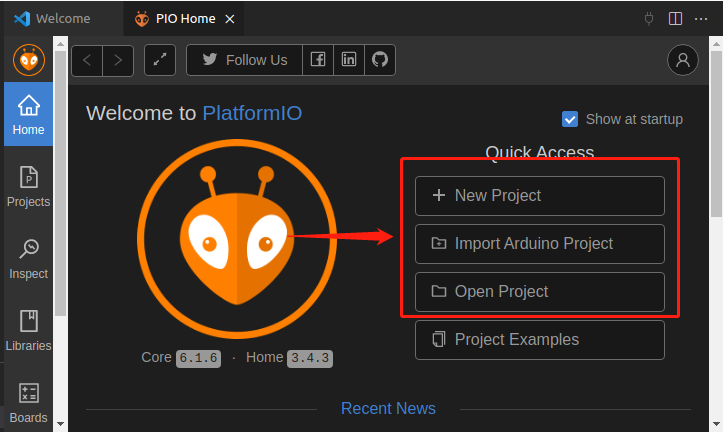 Welcome
PIO Home
Follow Us
Home
Welcome to PlatformIO
Show at startup
Quick Access
P
Projects
New Project
Import Arduino Project
Inspect
Open Project
Libraries
Project Examples
Core 6.1.6 · Home 3.4.3
Boards
Recent News